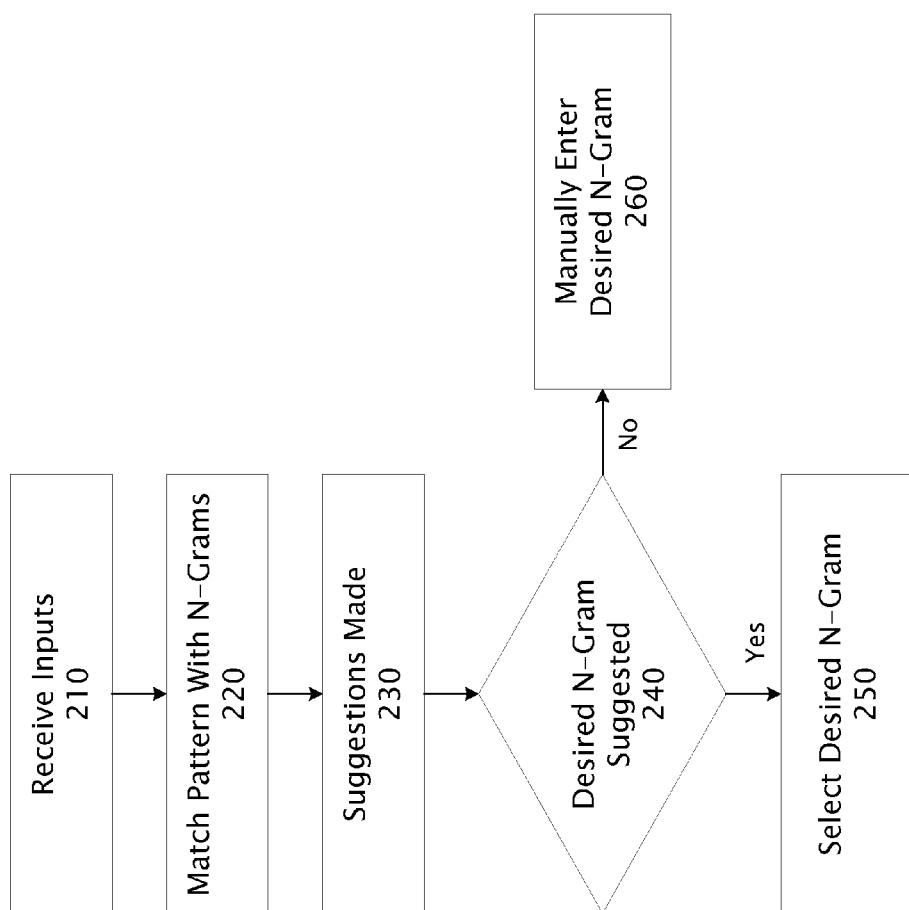 Receive Inputs
210
Match Pattern With N-Grams
220
Suggestions Made
230
Desired N-Gram
Suggested
240
No
Manually Enter
Desired N-Gram
260
Yes
Select Desired N-Gram
250